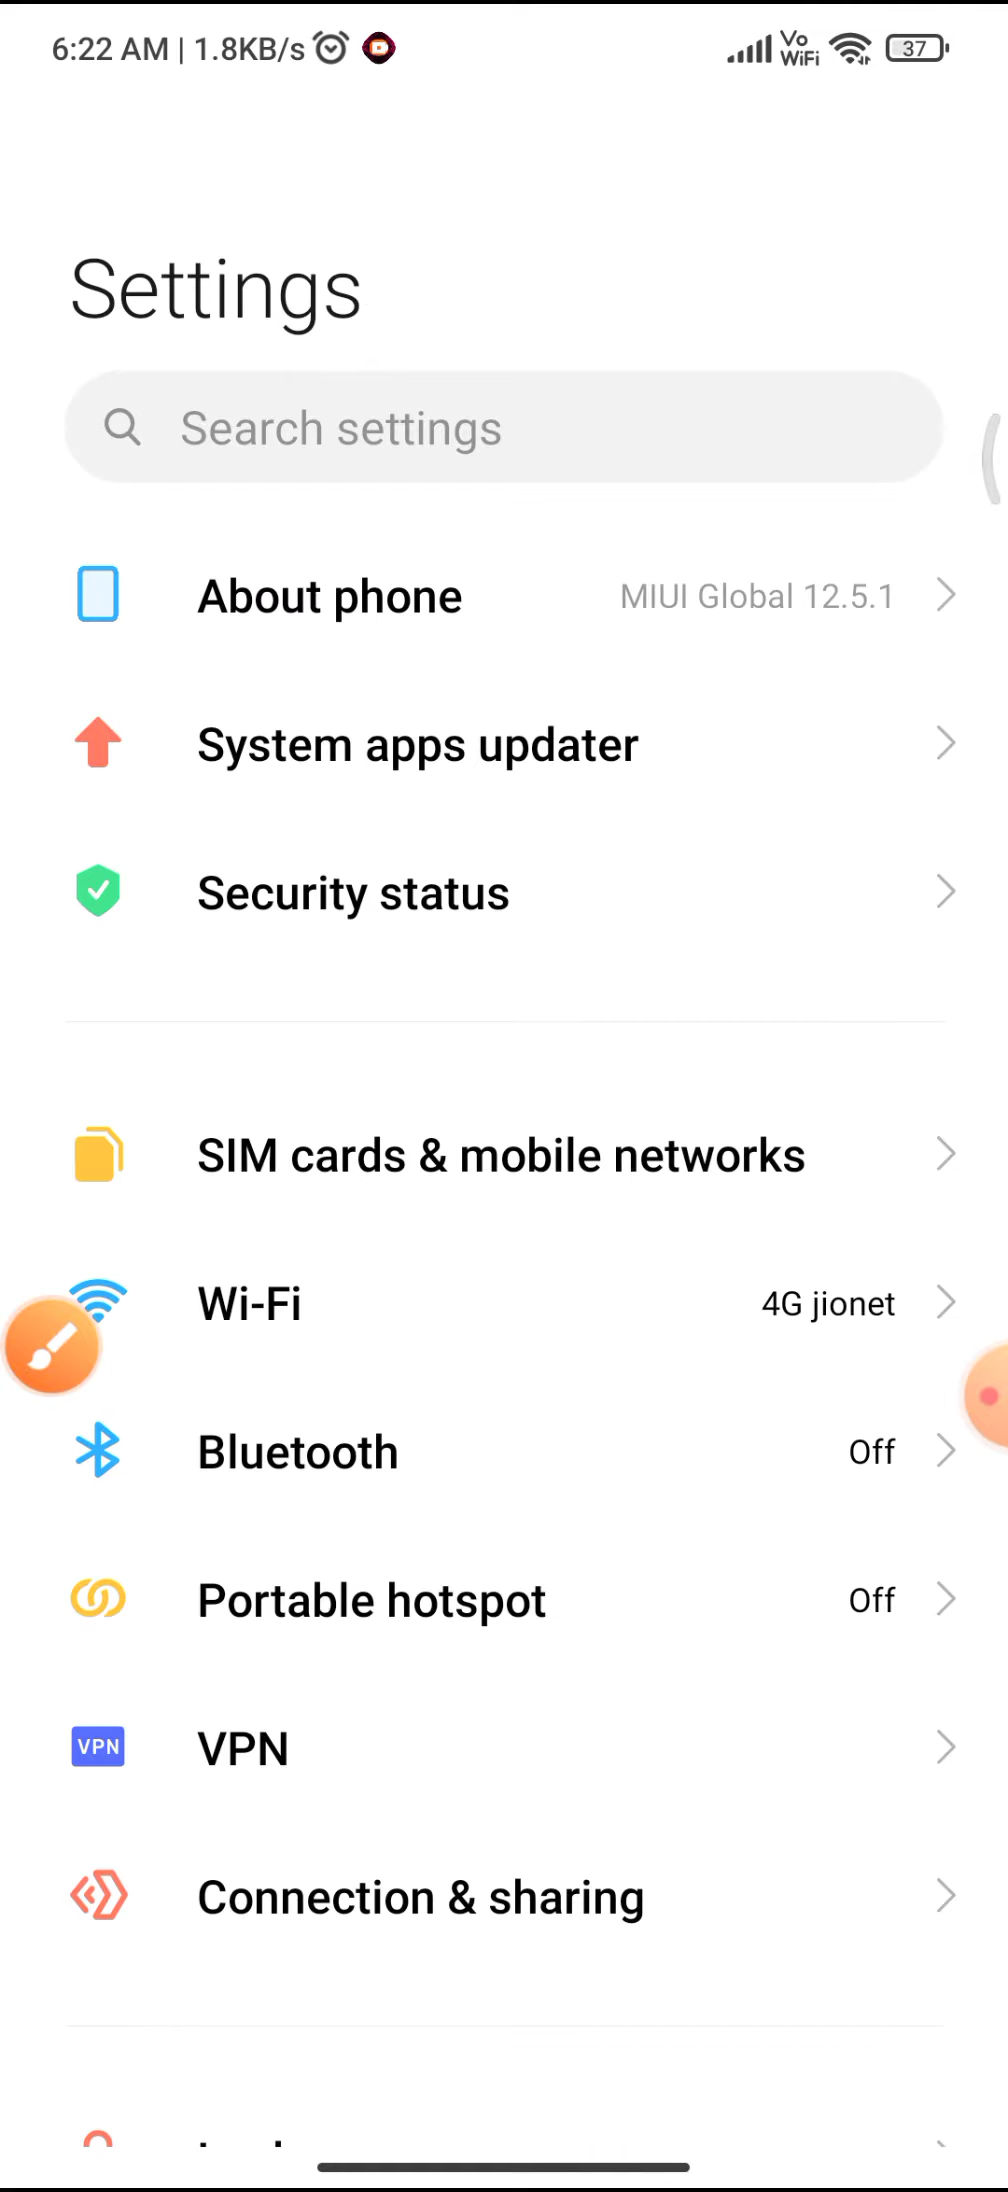 6:22 AM | 1.8KB/s Vo WiFi 37
Settings
Search settings
About phone MIUI Global 12.5.1
System apps updater
Security status
SIM cards & mobile networks
Wi-Fi 4G jionet
Bluetooth Off
Portable hotspot Off
VPN VPN
Connection & sharing